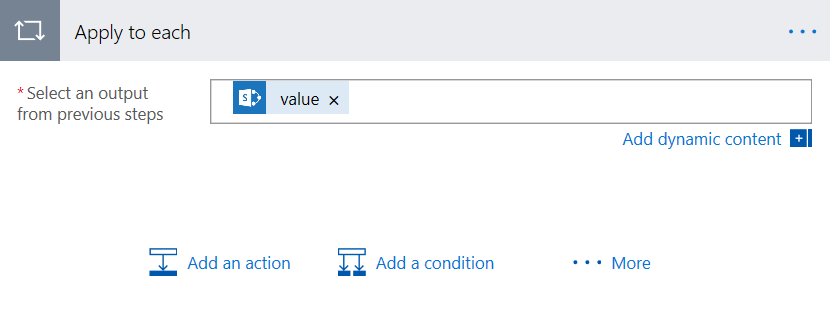 Apply to each
* Select an output
from previous steps
S value ×
Add dynamic content +
Add an action
Add a condition
More